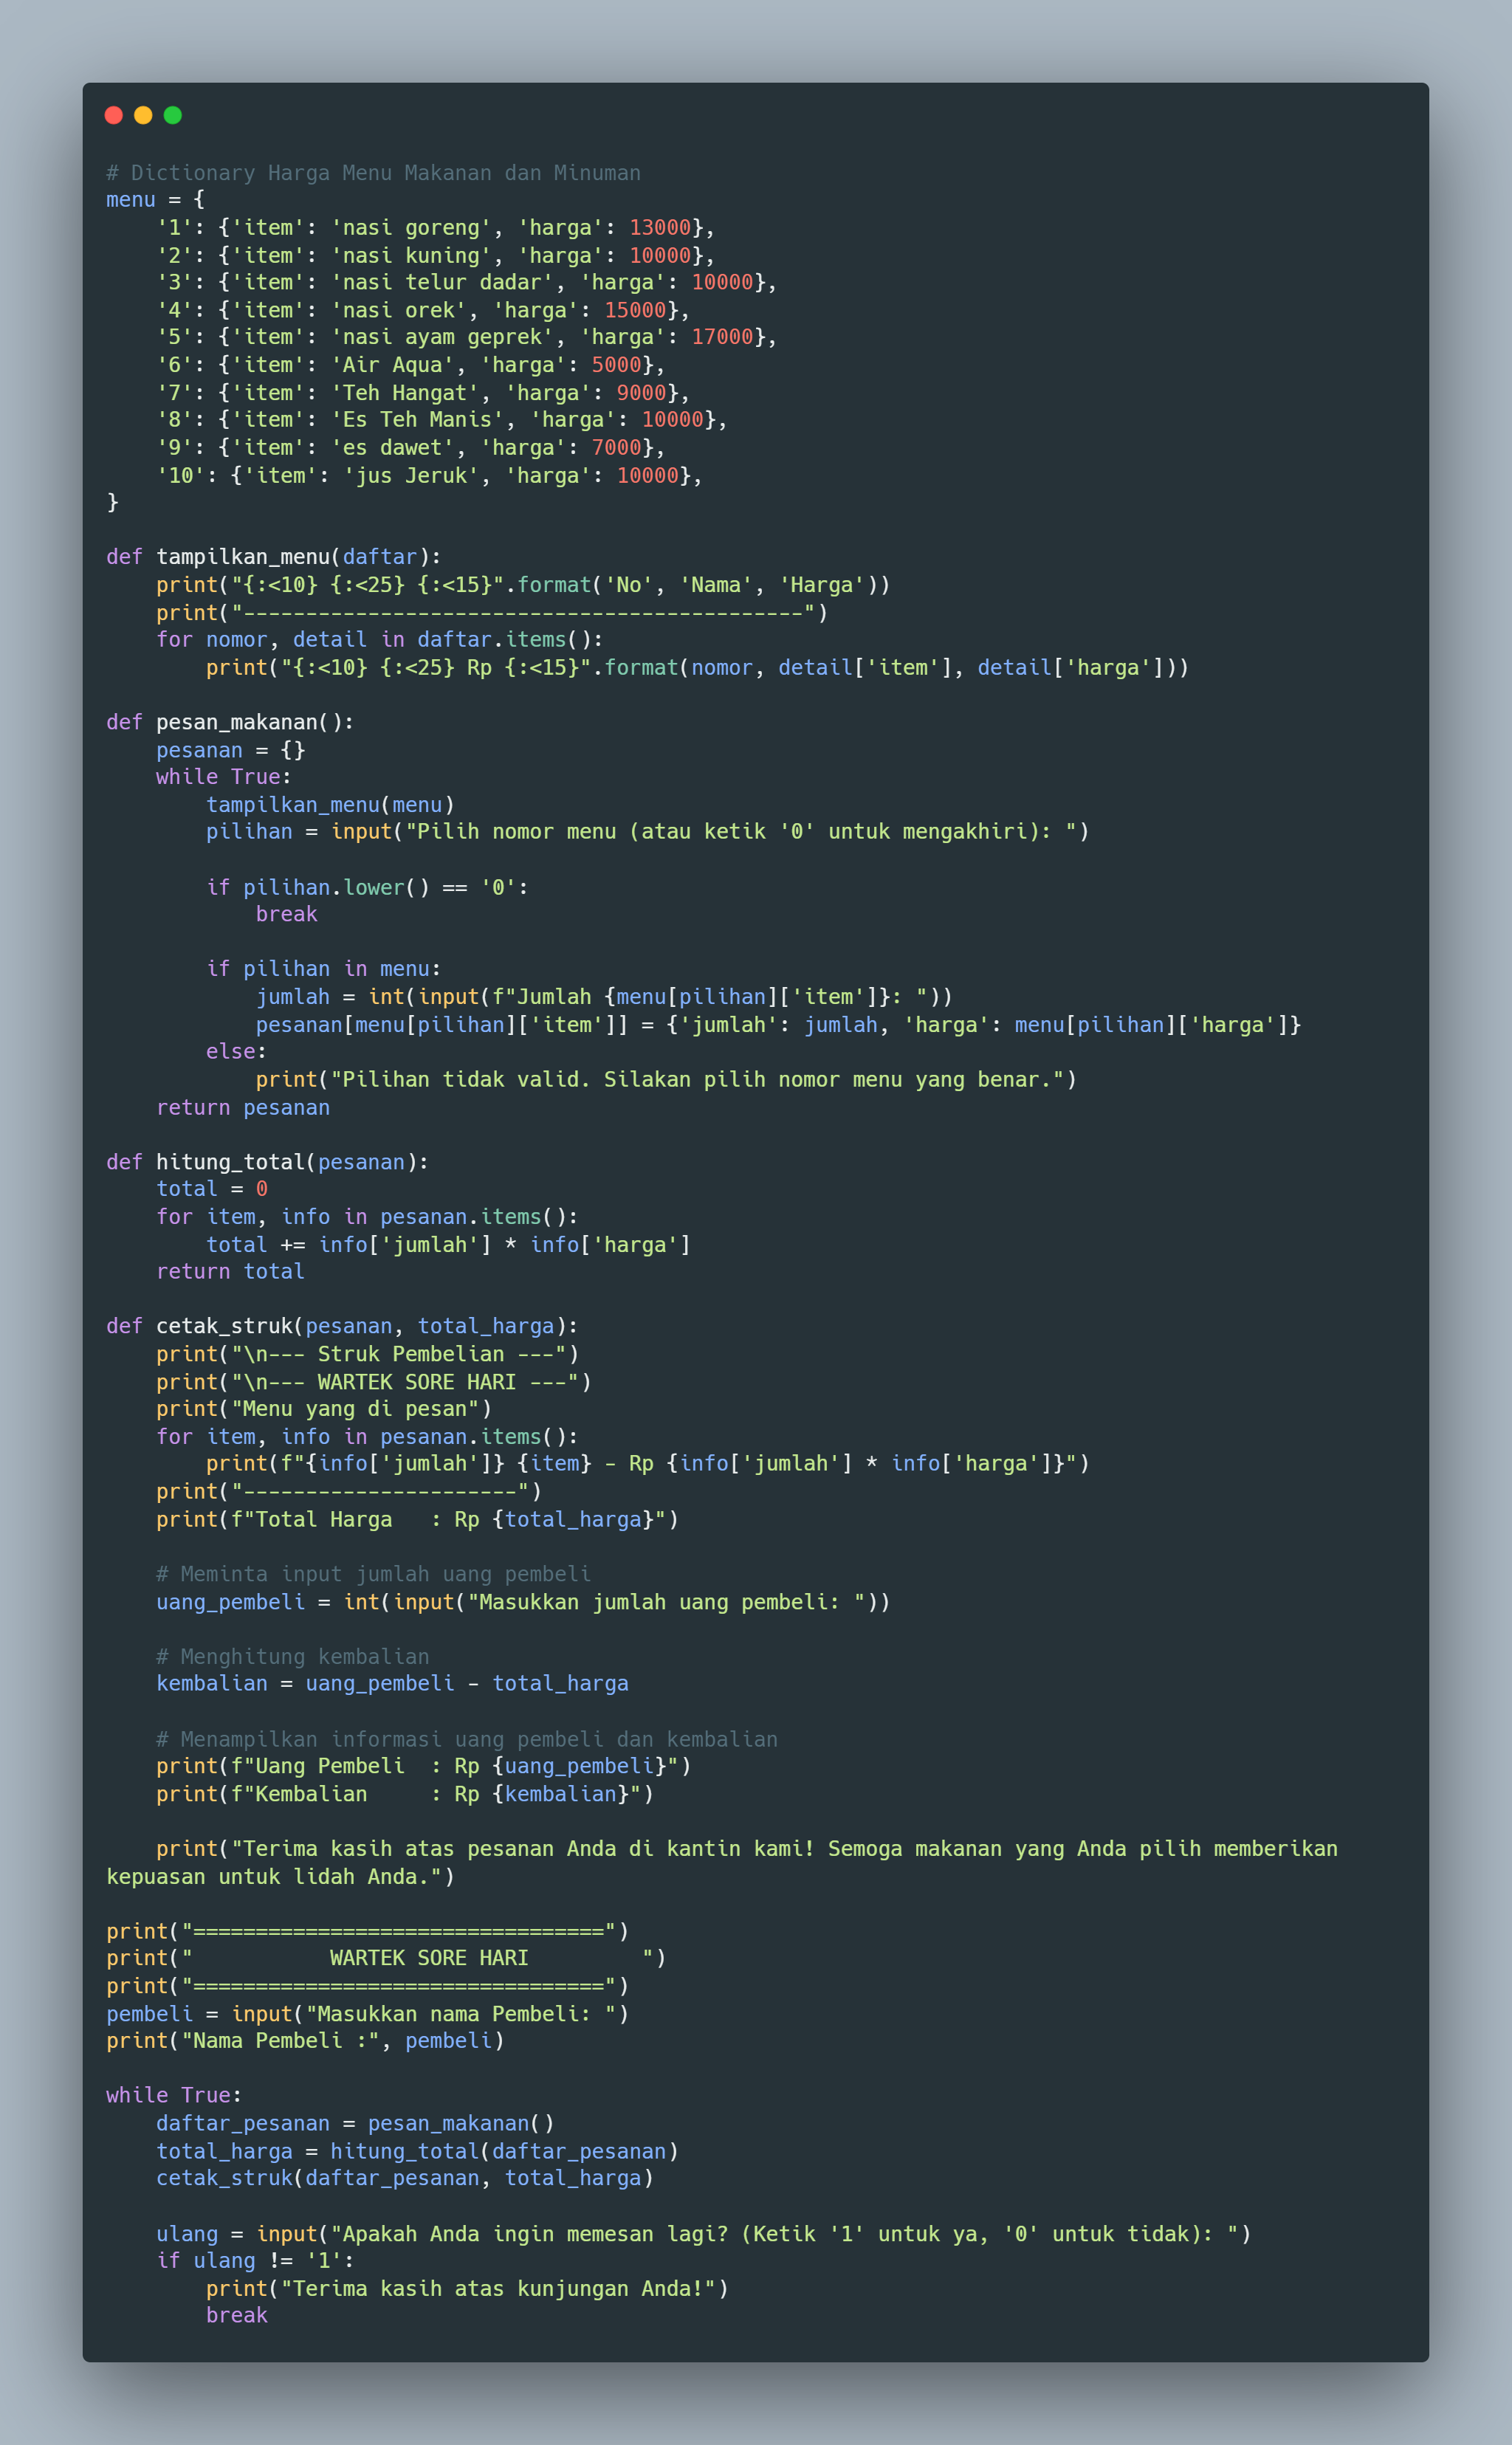 # Dictionary Harga Menu Makanan dan Minuman
menu = {
    '1': {'item': 'nasi goreng', 'harga': 13000},
    '2': {'item': 'nasi kuning', 'harga': 10000},
    '3': {'item': 'nasi telur dadar', 'harga': 10000},
    '4': {'item': 'nasi orek', 'harga': 15000},
    '5': {'item': 'nasi ayam geprek', 'harga': 17000},
    '6': {'item': 'Air Aqua', 'harga': 5000},
    '7': {'item': 'Teh Hangat', 'harga': 9000},
    '8': {'item': 'Es Teh Manis', 'harga': 10000},
    '9': {'item': 'es dawet', 'harga': 7000},
    '10': {'item': 'jus Jeruk', 'harga': 10000},
}

def tampilkan_menu(daftar):
    print("{:<10} {:<25} {:<15}".format('No', 'Nama', 'Harga'))
    print("---------------------------------------------")
    for nomor, detail in daftar.items():
        print("{:<10} {:<25} Rp {:<15}".format(nomor, detail['item'], detail['harga']))

def pesan_makanan():
    pesanan = {}
    while True:
        tampilkan_menu(menu)
        pilihan = input("Pilih nomor menu (atau ketik '0' untuk mengakhiri): ")

        if pilihan.lower() == '0':
            break

        if pilihan in menu:
            jumlah = int(input(f"Jumlah {menu[pilihan]['item']}: "))
            pesanan[menu[pilihan]['item']] = {'jumlah': jumlah, 'harga': menu[pilihan]['harga']}
        else:
            print("Pilihan tidak valid. Silakan pilih nomor menu yang benar.")
    return pesanan

def hitung_total(pesanan):
    total = 0
    for item, info in pesanan.items():
        total += info['jumlah'] * info['harga']
    return total

def cetak_struk(pesanan, total_harga):
    print("\n--- Struk Pembelian ---")
    print("\n--- WARTEK SORE HARI ---")
    print("Menu yang di pesan")
    for item, info in pesanan.items():
        print(f"{info['jumlah']} {item} - Rp {info['jumlah'] * info['harga']}")
    print("----------------------")
    print(f"Total Harga   : Rp {total_harga}")

    # Meminta input jumlah uang pembeli
    uang_pembeli = int(input("Masukkan jumlah uang pembeli: "))

    # Menghitung kembalian
    kembalian = uang_pembeli - total_harga

    # Menampilkan informasi uang pembeli dan kembalian
    print(f"Uang Pembeli  : Rp {uang_pembeli}")
    print(f"Kembalian     : Rp {kembalian}")

    print("Terima kasih atas pesanan Anda di kantin kami! Semoga makanan yang Anda pilih memberikan
kepuasan untuk lidah Anda.")

print("=================================")
print("           WARTEK SORE HARI         ")
print("=================================")
pembeli = input("Masukkan nama Pembeli: ")
print("Nama Pembeli :", pembeli)

while True:
    daftar_pesanan = pesan_makanan()
    total_harga = hitung_total(daftar_pesanan)
    cetak_struk(daftar_pesanan, total_harga)

    ulang = input("Apakah Anda ingin memesan lagi? (Ketik '1' untuk ya, '0' untuk tidak): ")
    if ulang != '1':
        print("Terima kasih atas kunjungan Anda!")
        break